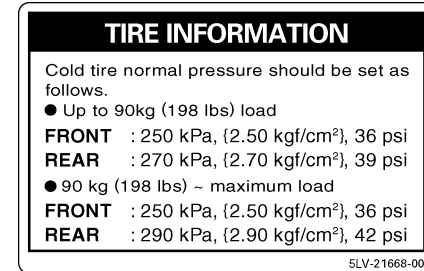 TIRE INFORMATION
Cold tire normal pressure should be set as
follows.
● Up to 90kg (198 lbs) load
FRONT : 250 kPa, {2.50 kgf/cm²}, 36 psi
REAR : 270 kPa, {2.70 kgf/cm²}, 39 psi
● 90 kg (198 lbs) ~ maximum load
FRONT : 250 kPa, {2.50 kgf/cm²}, 36 psi
REAR : 290 kPa, {2.90 kgf/cm²}, 42 psi
5LV-21668-00